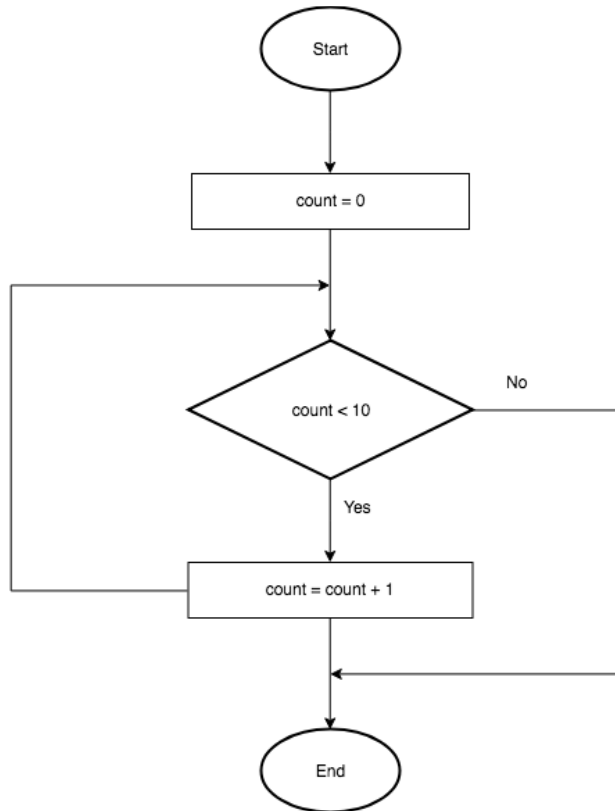 Start
count = 0
count < 10
No
Yes
count = count + 1
End